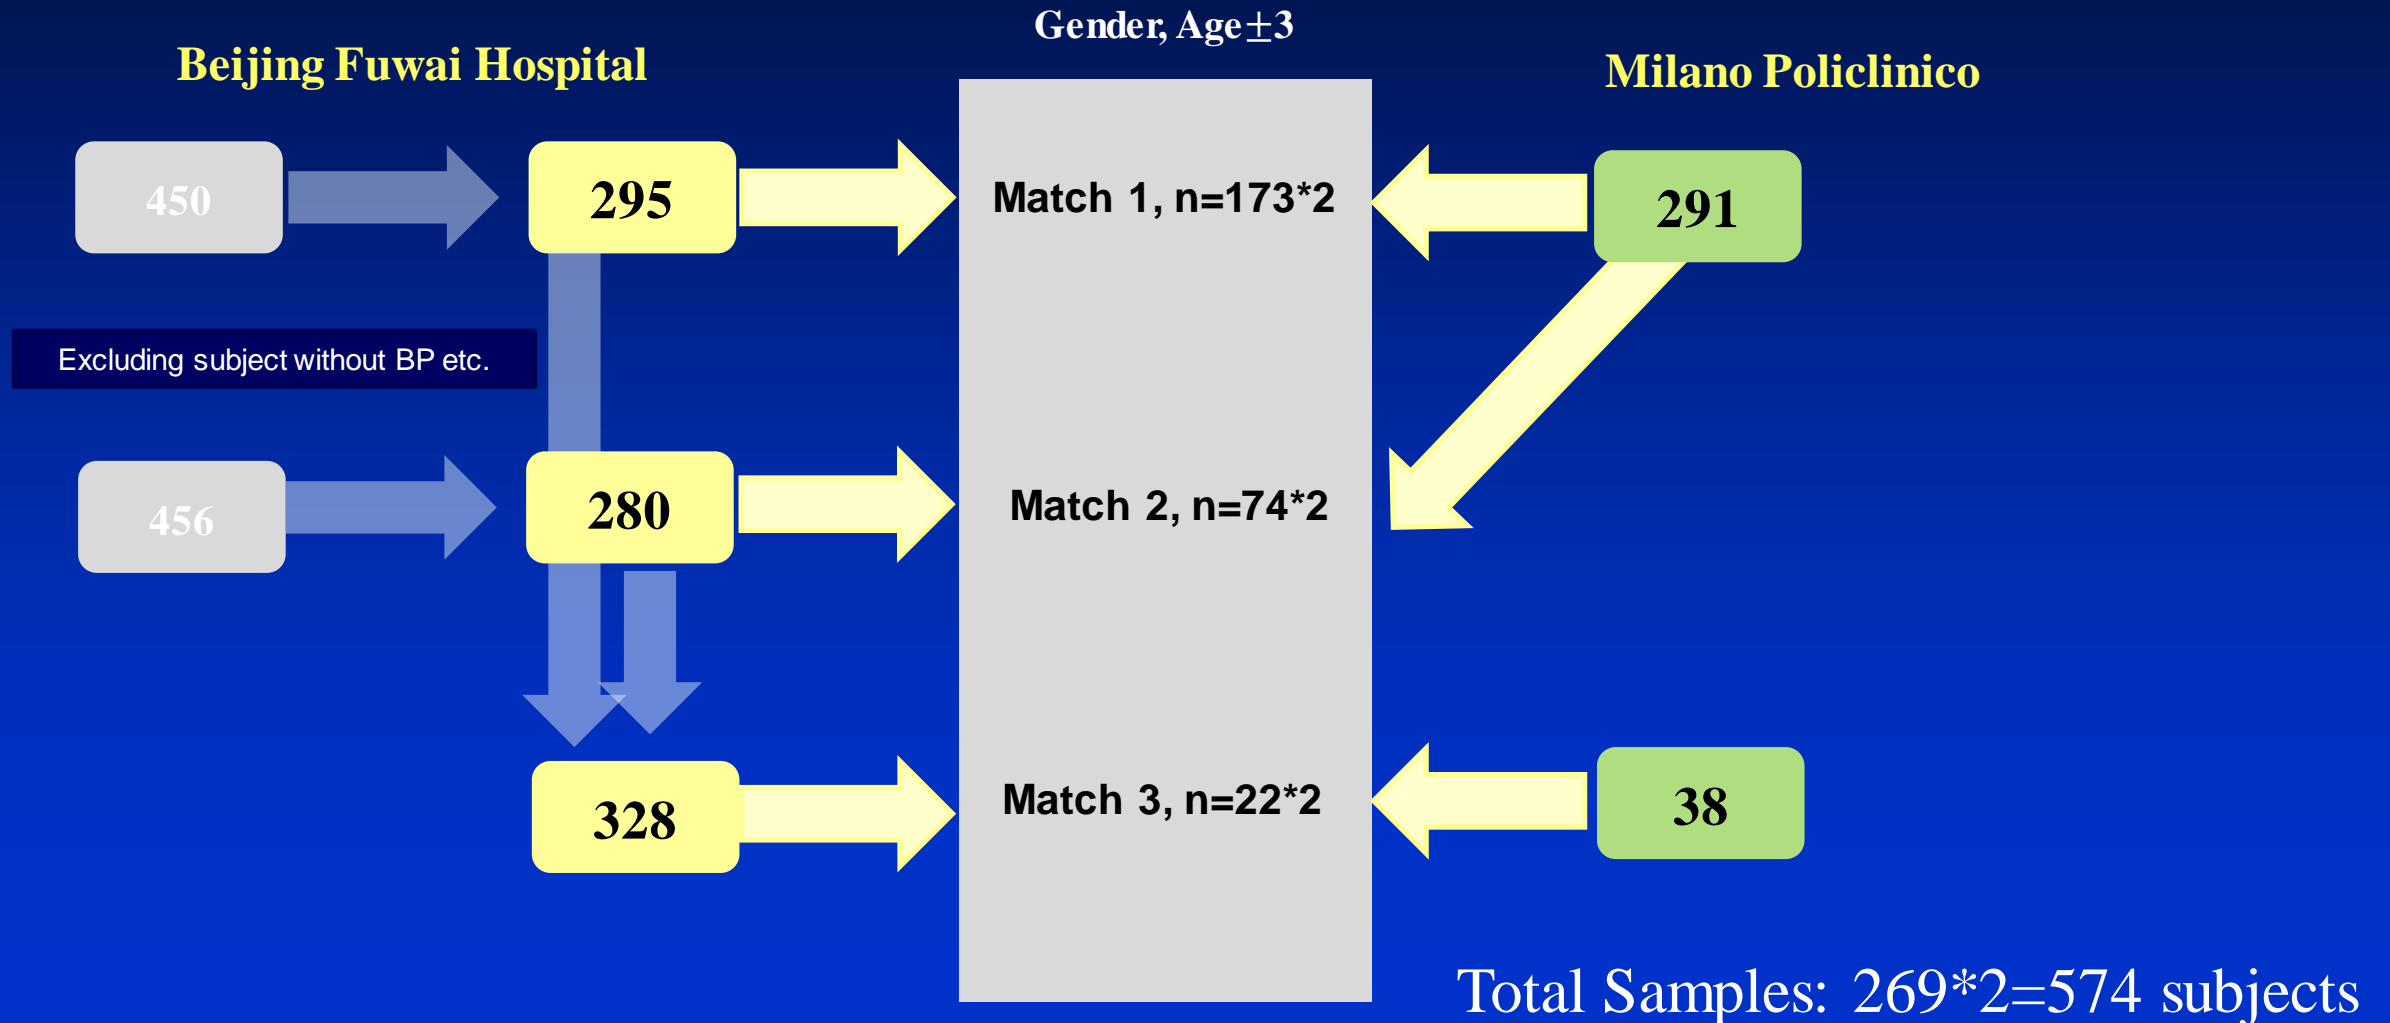 Gender, Age±3
Beijing Fuwai Hospital
Milano Policlinico
450
295
Match 1, n=173*2
291
Excluding subject without BP etc.
456
280
Match 2, n=74*2
328
Match 3, n=22*2
38
Total Samples: 269*2=574 subjects